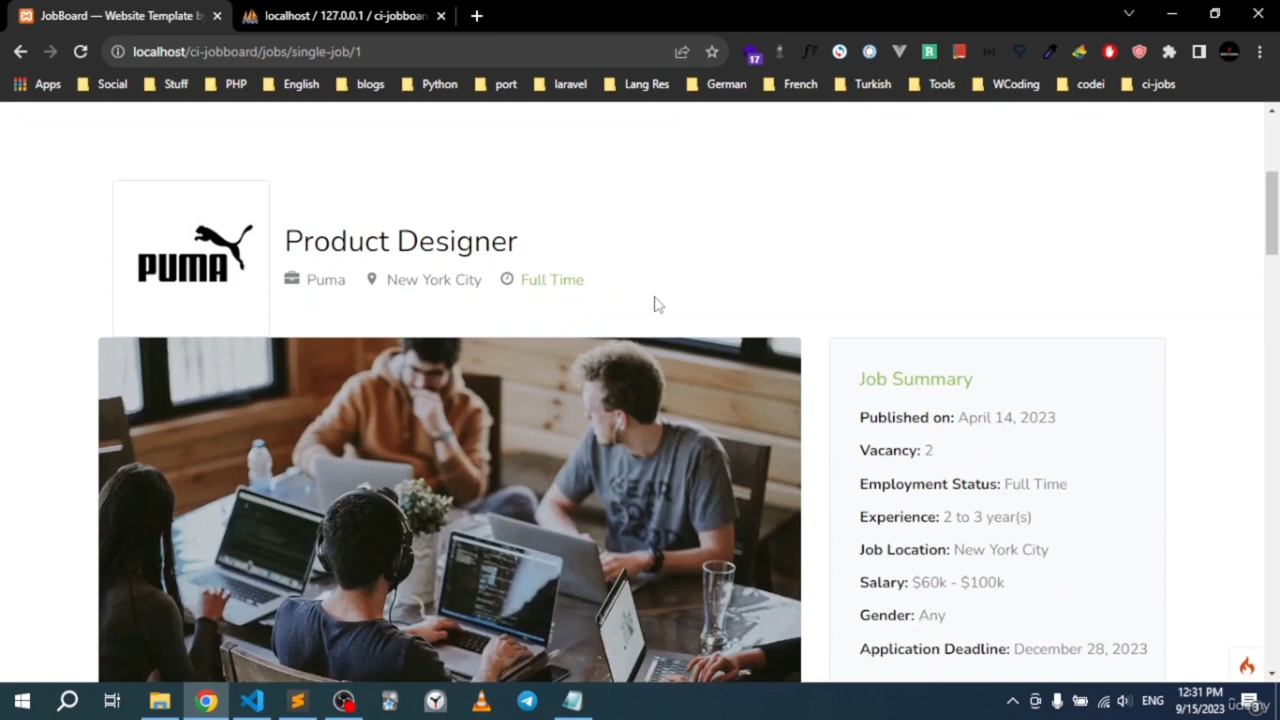 JobBoard — Website Template by
localhost / 127.0.0.1 / ci-jobboard
localhost/ci-jobboard/jobs/single-job/1
17
Apps
Social
Stuff
PHP
English
blogs
Python
port
laravel
Lang Res
German
French
Turkish
Tools
WCoding
codei
ci-jobs
PUMA
Product Designer
Puma
New York City
Full Time
Job Summary
Published on: April 14, 2023
Vacancy: 2
Employment Status: Full Time
Experience: 2 to 3 year(s)
Job Location: New York City
Salary: $60k - $100k
Gender: Any
Application Deadline: December 28, 2023
ENG
12:31 PM
9/15/2023